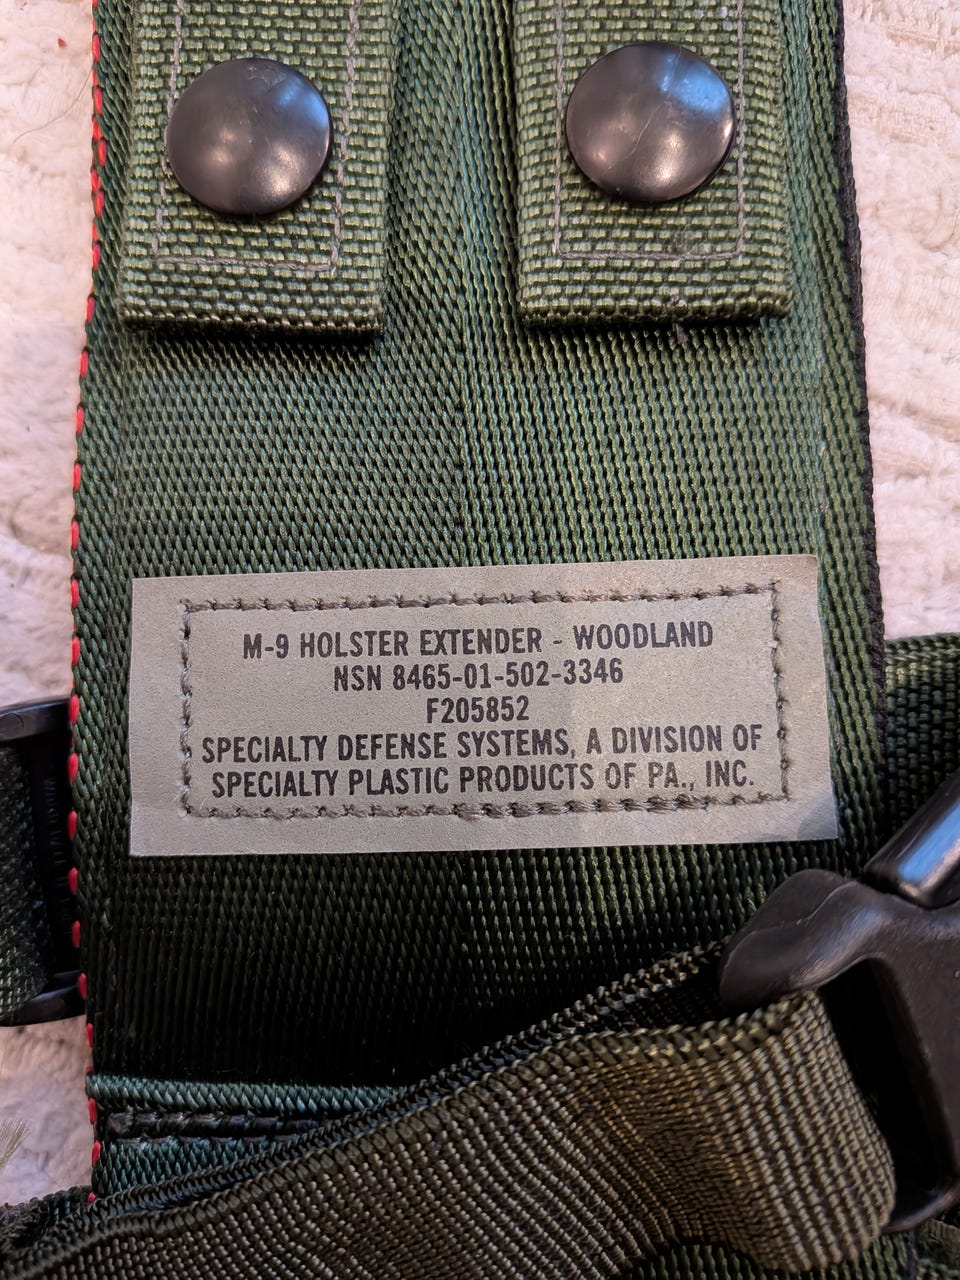 M-9 HOLSTER EXTENDER - WOODLAND
NSN 8465-01-502-3346
F205852
SPECIALTY DEFENSE SYSTEMS, A DIVISION OF
SPECIALTY PLASTIC PRODUCTS OF PA., INC.